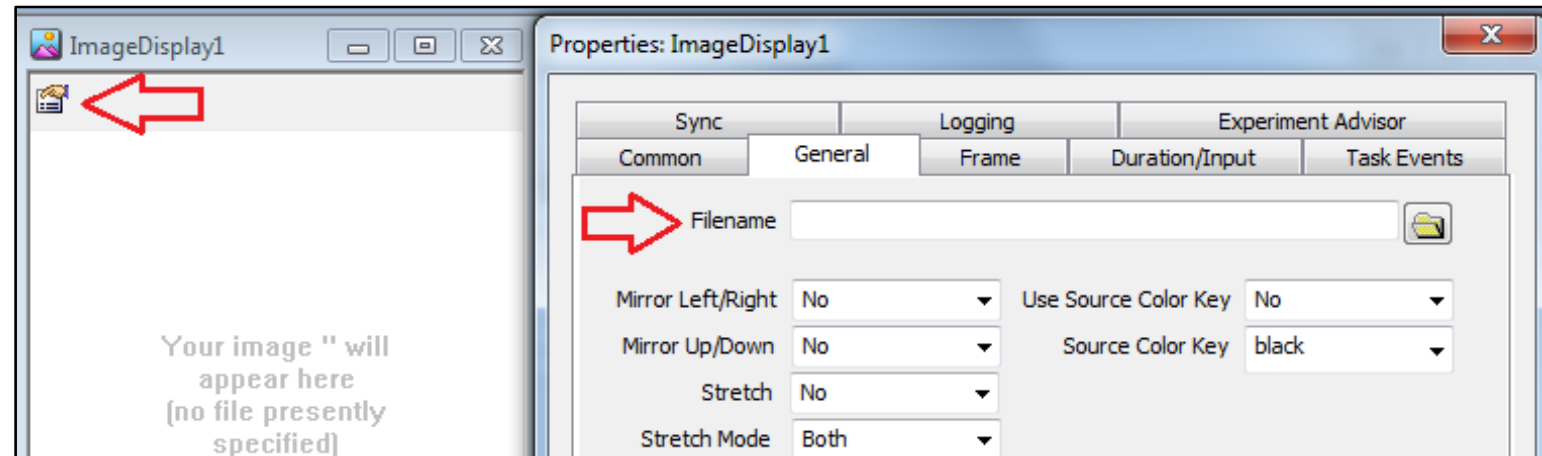 ImageDisplay1
Your image '' will
appear here
(no file presently
specified)
Properties: ImageDisplay1
Sync Logging Experiment Advisor
Common General Frame Duration/Input Task Events
Filename
Mirror Left/Right No Use Source Color Key No
Mirror Up/Down No Source Color Key black
Stretch No
Stretch Mode Both